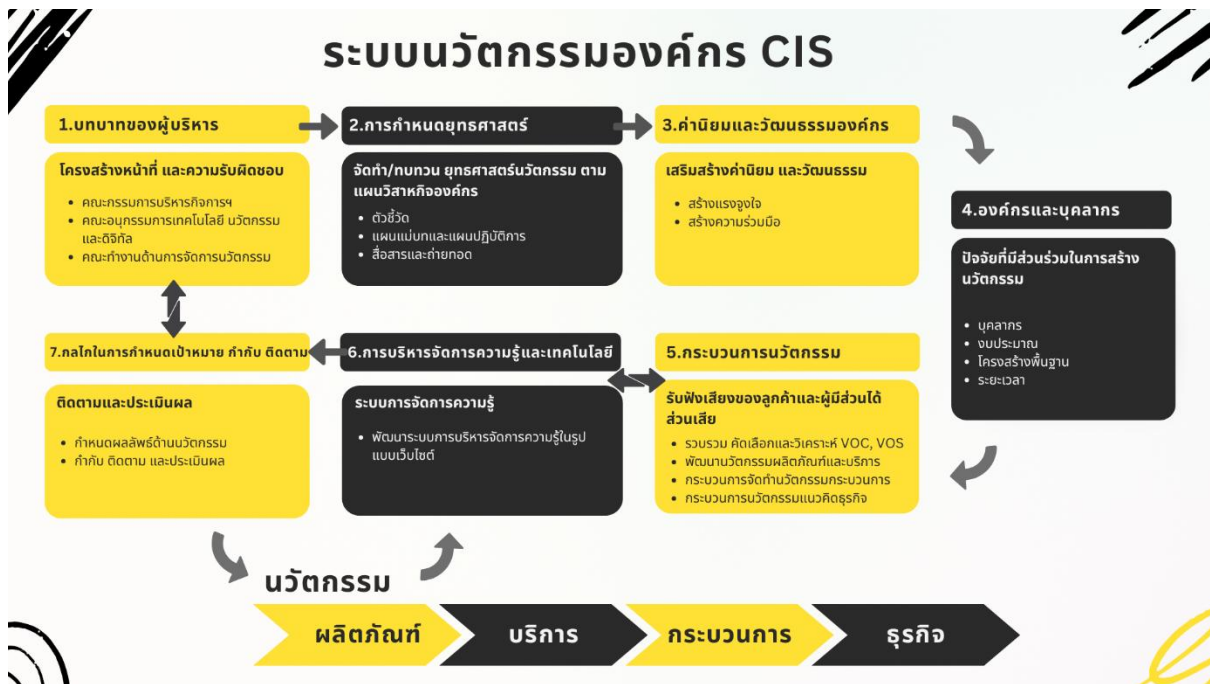 ระบบนวัตกรรมองค์กร CIS
1.บทบาทของผู้บริหาร
โครงสร้างหน้าที่ และความรับผิดชอบ
คณะกรรมการบริหารกิจการฯ
คณะอนุกรรมการเทคโนโลยี นวัตกรรม
และดิจิทัล
คณะทำงานด้านการจัดการนวัตกรรม
2.การกำหนดยุทธศาสตร์
จัดทำ/ทบทวน ยุทธศาสตร์นวัตกรรม ตาม
แผนวิสาหกิจองค์กร
ตัวชี้วัด
แผนแม่บทและแผนปฏิบัติการ
สื่อสารและถ่ายทอด
3.ค่านิยมและวัฒนธรรมองค์กร
เสริมสร้างค่านิยม และวัฒนธรรม
สร้างแรงจูงใจ
สร้างความร่วมมือ
4.องค์กรและบุคลากร
ปัจจัยที่มีส่วนร่วมในการสร้าง
นวัตกรรม
บุคลากร
งบประมาณ
โครงสร้างพื้นฐาน
ระยะเวลา
5.กระบวนการนวัตกรรม
รับฟังเสียงของลูกค้าและผู้มีส่วนได้
ส่วนเสีย
รวบรวม คัดเลือกและวิเคราะห์ VOC, VOS
พัฒนานวัตกรรมผลิตภัณฑ์และบริการ
กระบวนการจัดทำนวัตกรรมกระบวนการ
กระบวนการนวัตกรรมแนวคิดธุรกิจ
6.การบริหารจัดการความรู้และเทคโนโลยี
ระบบการจัดการความรู้
พัฒนาระบบการบริหารจัดการความรู้ในรูป
แบบเว็บไซต์
7.กลไกในการกำหนดเป้าหมาย กำกับ ติดตาม
ติดตามและประเมินผล
กำหนดผลลัพธ์ด้านนวัตกรรม
กำกับ ติดตาม และประเมินผล
นวัตกรรม
ผลิตภัณฑ์
บริการ
กระบวนการ
ธุรกิจ